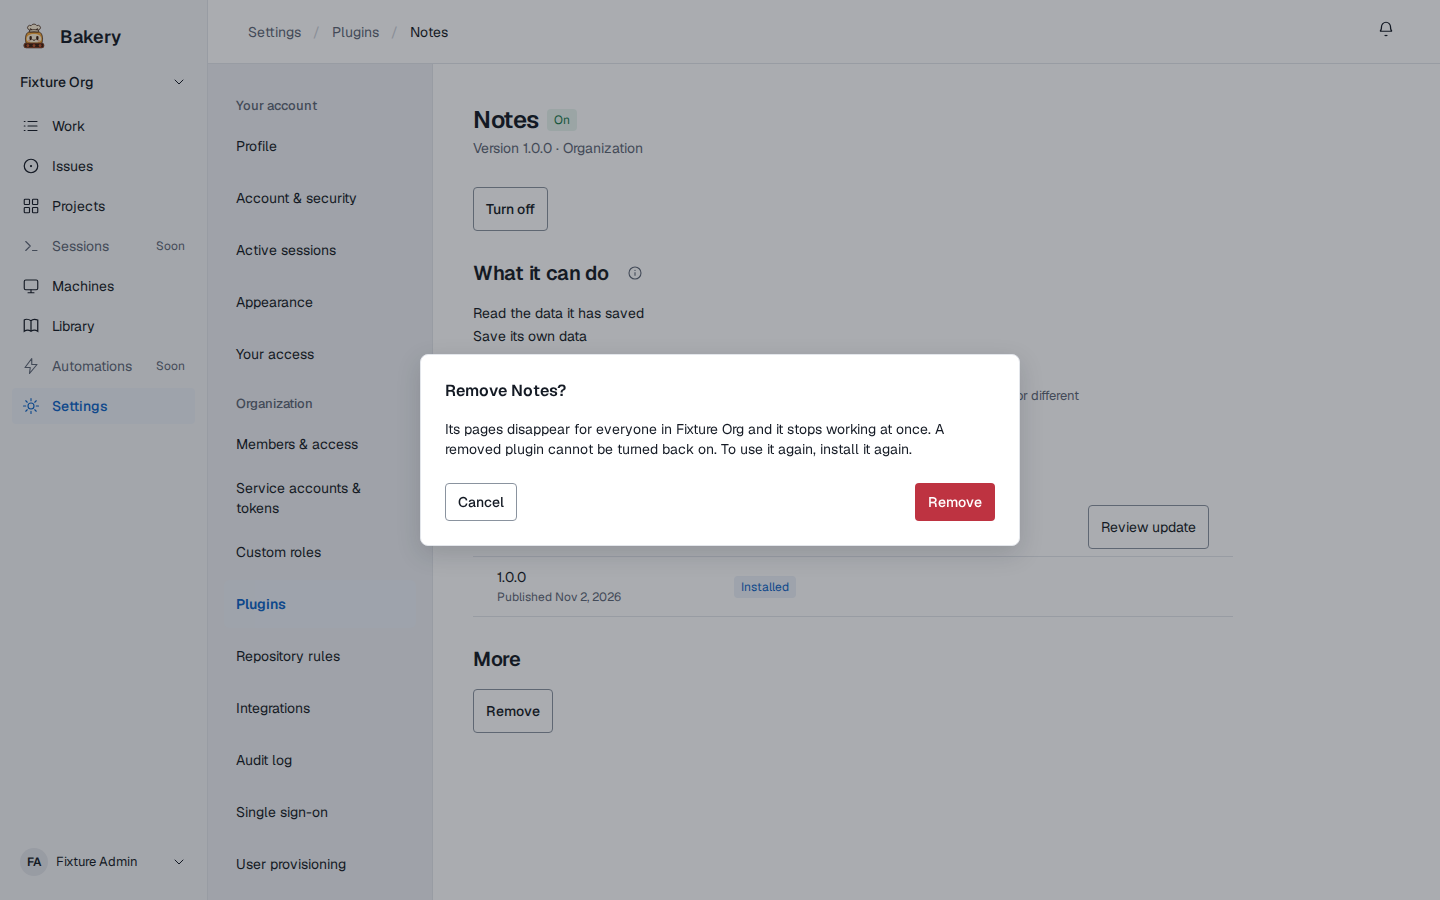 Bakery
Fixture Org
Work
Issues
Projects
Sessions Soon
Machines
Library
Automations Soon
Settings
FA Fixture Admin
Settings / Plugins / Notes
Your account
Profile
Account & security
Active sessions
Appearance
Your access
Organization
Members & access
Service accounts &
tokens
Custom roles
Plugins
Repository rules
Integrations
Audit log
Single sign-on
User provisioning
Notes On
Version 1.0.0 · Organization
Turn off
What it can do
Read the data it has saved
Save its own data
or different
Remove Notes?
Its pages disappear for everyone in Fixture Org and it stops working at once. A
removed plugin cannot be turned back on. To use it again, install it again.
Cancel Remove
Review update
1.0.0
Published Nov 2, 2026
Installed
More
Remove